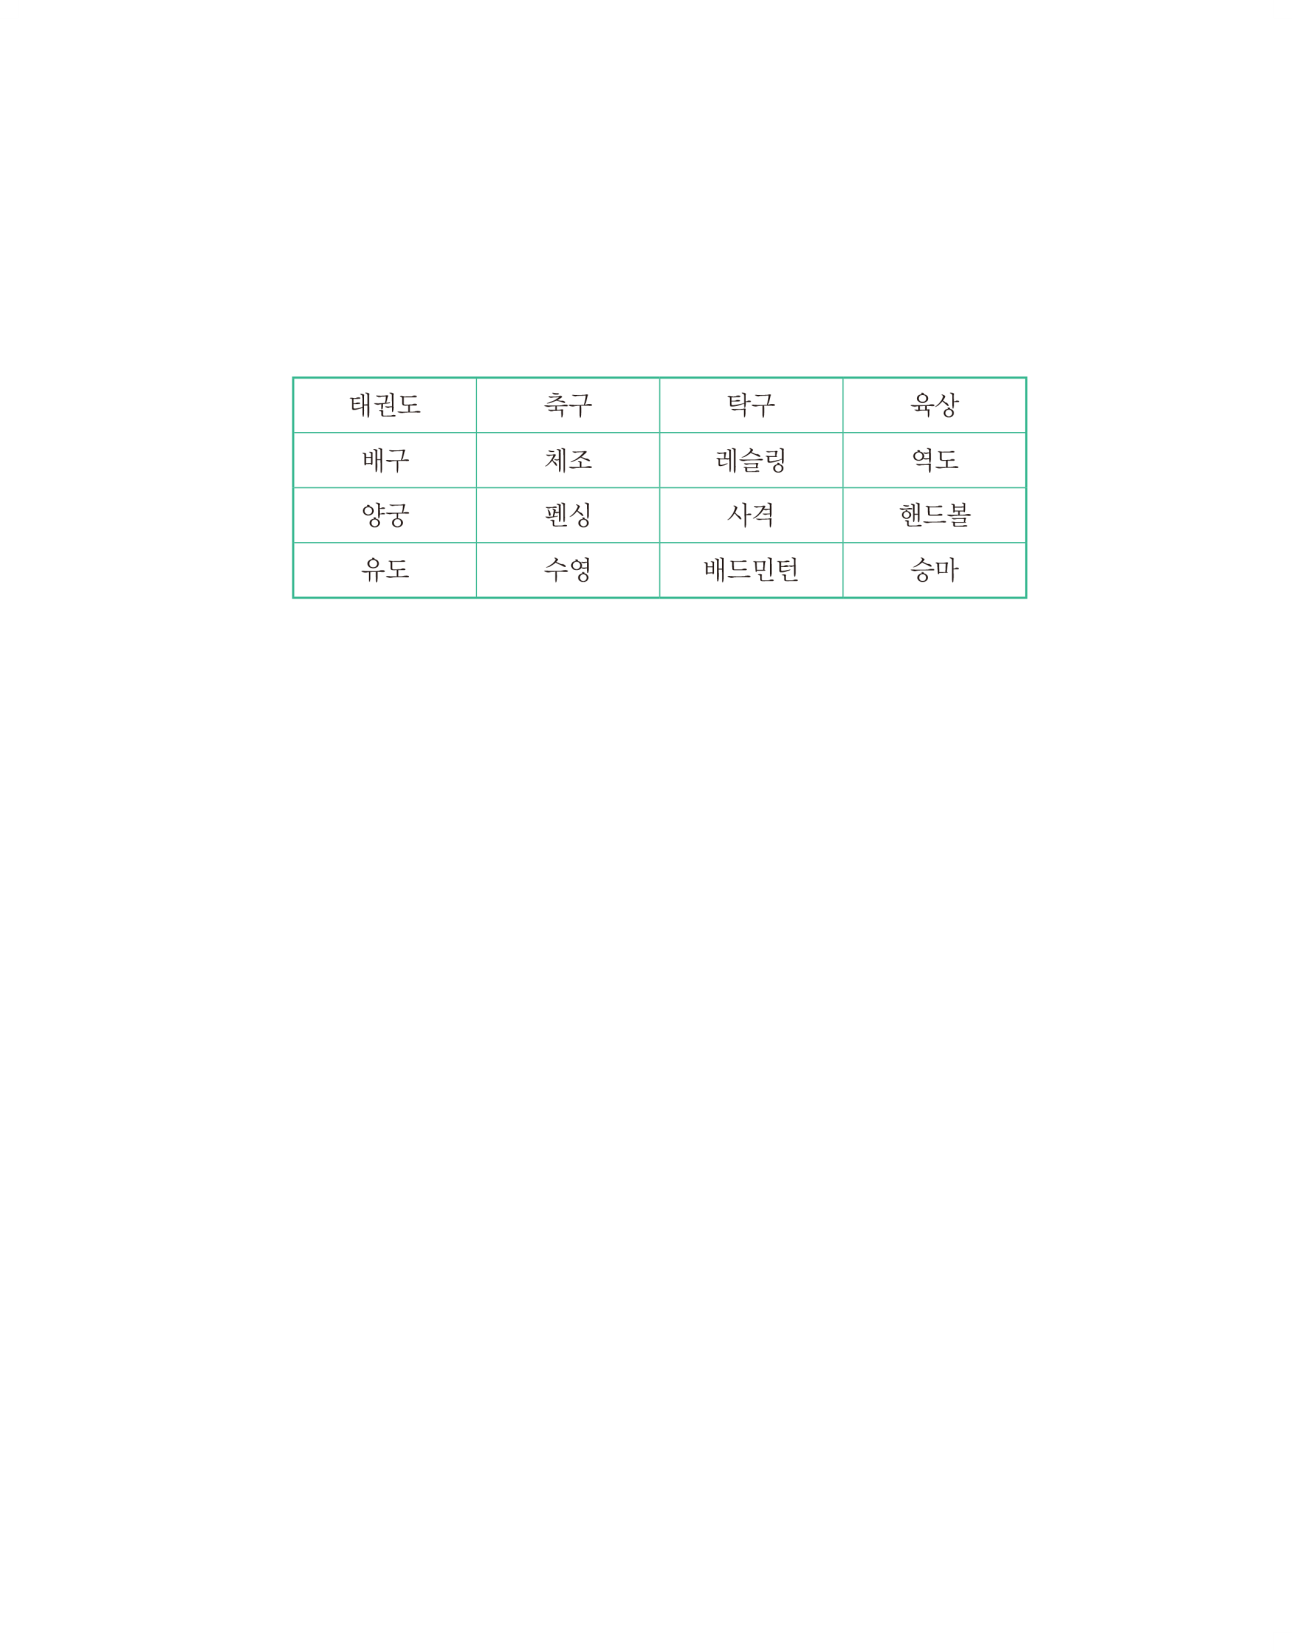 태권도 축구 탁구 육상
배구 체조 레슬링 역도
양궁 펜싱 사격 핸드볼
유도 수영 배드민턴 승마